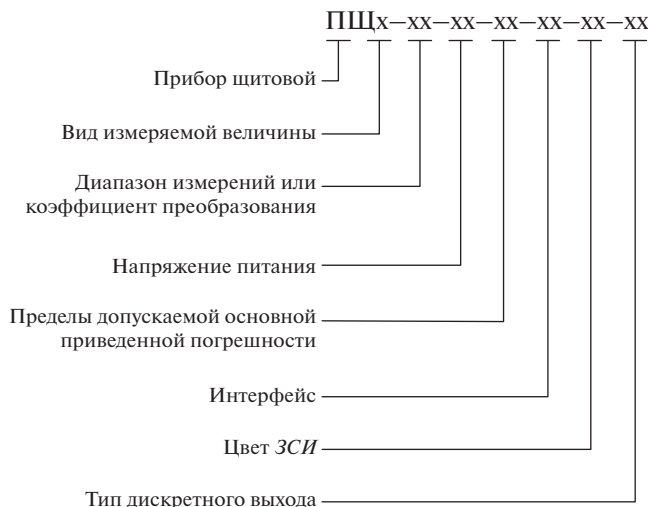 ПЩх–хх–хх–хх–хх–хх–хх
Прибор щитовой
Вид измеряемой величины
Диапазон измерений или
коэффициент преобразования
Напряжение питания
Пределы допускаемой основной
приведенной погрешности
Интерфейс
Цвет ЗСИ
Тип дискретного выхода